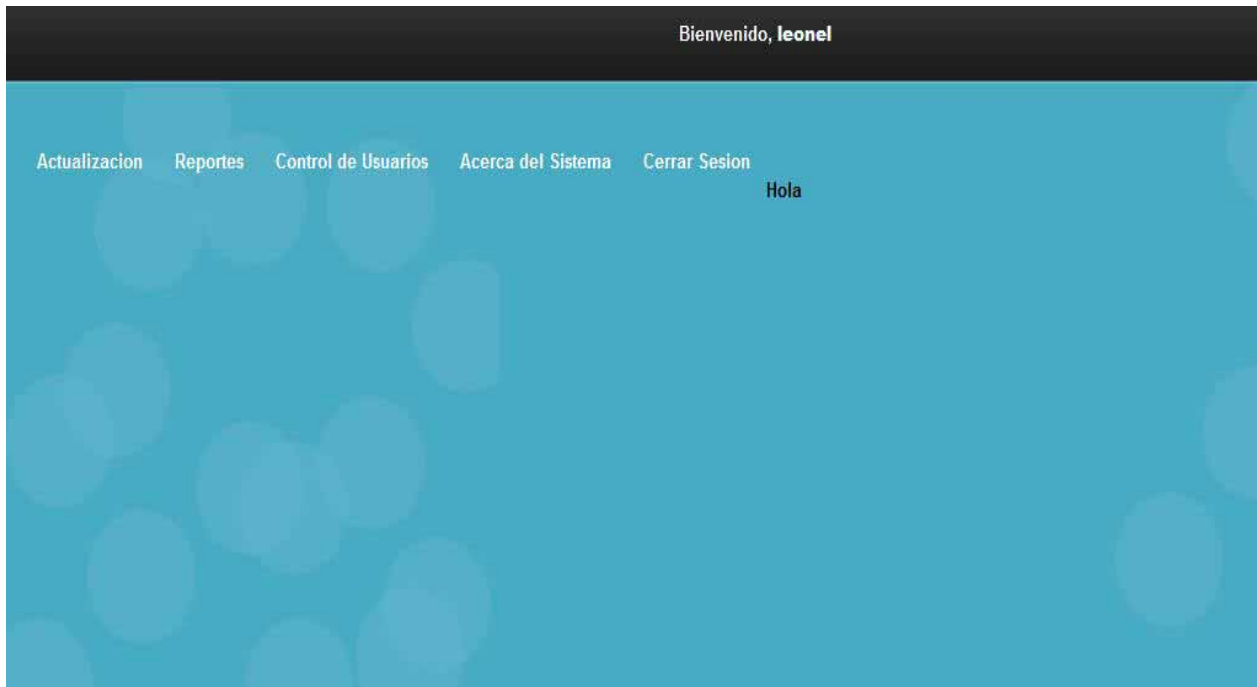 Bienvenido, leonel
Actualizacion Reportes Control de Usuarios Acerca del Sistema Cerrar Sesion
Hola